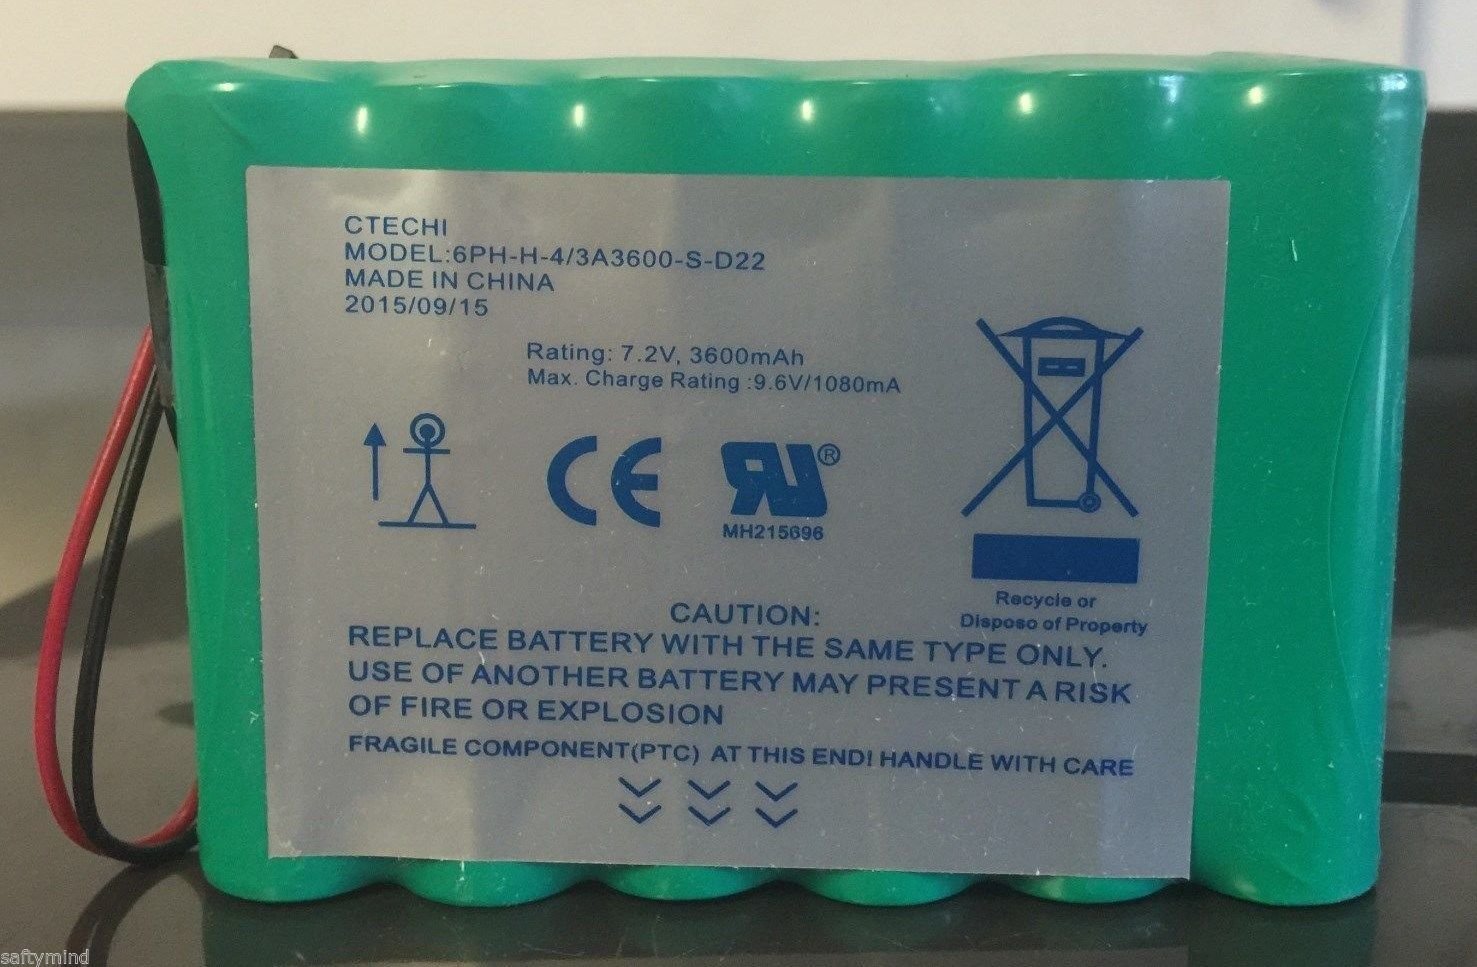 CTECHI
MODEL:6PH-H-4/3A3600-S-D22
MADE IN CHINA
2015/09/15
Rating: 7.2V, 3600mAh
Max. Charge Rating :9.6V/1080mA
CE
RU®
MH215696
Recycle or
Disposo of Property
CAUTION:
REPLACE BATTERY WITH THE SAME TYPE ONLY.
USE OF ANOTHER BATTERY MAY PRESENT A RISK
OF FIRE OR EXPLOSION
FRAGILE COMPONENT(PTC) AT THIS END! HANDLE WITH CARE
saftymind